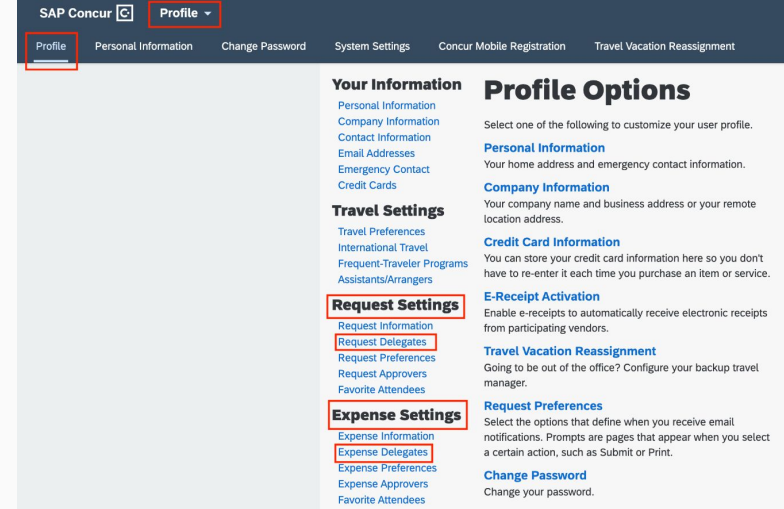 SAP Concur C Profile
Profile Personal Information Change Password System Settings Concur Mobile Registration Travel Vacation Reassignment
Your Information
Personal Information
Company Information
Contact Information
Email Addresses
Emergency Contact
Credit Cards
Travel Settings
Travel Preferences
International Travel
Frequent-Traveler Programs
Assistants/Arrangers
Request Settings
Request Information
Request Delegates
Request Preferences
Request Approvers
Favorite Attendees
Expense Settings
Expense Information
Expense Delegates
Expense Preferences
Expense Approvers
Favorite Attendees
Profile Options
Select one of the following to customize your user profile.
Personal Information
Your home address and emergency contact information.
Company Information
Your company name and business address or your remote
location address.
Credit Card Information
You can store your credit card information here so you don't
have to re-enter it each time you purchase an item or service.
E-Receipt Activation
Enable e-receipts to automatically receive electronic receipts
from participating vendors.
Travel Vacation Reassignment
Going to be out of the office? Configure your backup travel
manager.
Request Preferences
Select the options that define when you receive email
notifications. Prompts are pages that appear when you select
a certain action, such as Submit or Print.
Change Password
Change your password.